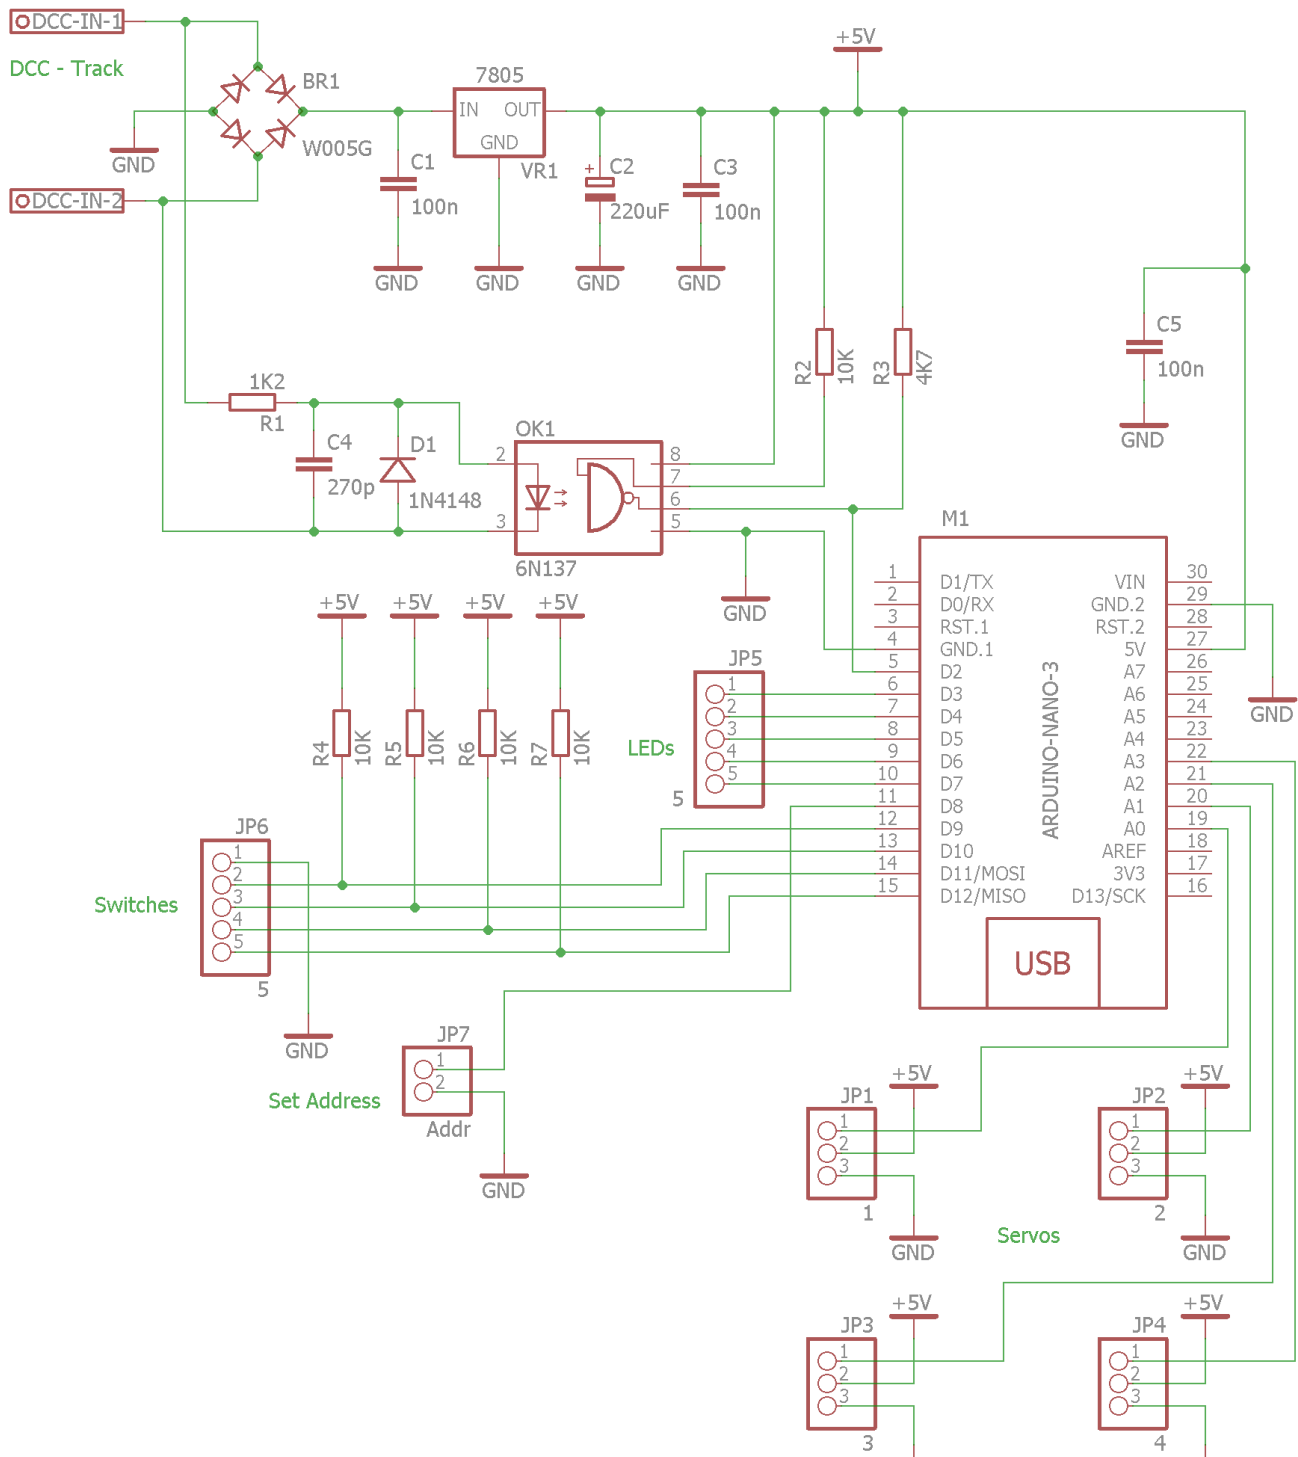 DCC-IN-1
DCC - Track
BR1
W005G
GND
DCC-IN-2
7805
IN OUT
GND
VR1
C1
100n
GND
GND
+
C2
220uF
GND
C3
100n
GND
+5V
R2
10K
R3
4K7
C5
100n
GND
1K2
R1
C4
270p
D1
1N4148
OK1
2
3
8
7
6
5
6N137
GND
M1
1 D1/TX
2 D0/RX
3 RST.1
4 GND.1
5 D2
6 D3
7 D4
8 D5
9 D6
10 D7
11 D8
12 D9
13 D10
14 D11/MOSI
15 D12/MISO
VIN 30
GND.2 29
RST.2 28
5V 27
A7 26
A6 25
A5 24
A4 23
A3 22
A2 21
A1 20
A0 19
AREF 18
3V3 17
D13/SCK 16
ARDUINO-NANO-3
USB
GND
+5V +5V +5V +5V
R4
10K
R5
10K
R6
10K
R7
10K
JP5
1
2
3
4
5
LEDs
5
JP6
1
2
3
4
5
Switches
5
GND
JP7
1
2
Set Address
Addr
GND
+5V
JP1
1
2
3
1
GND
+5V
JP2
1
2
3
2
GND
Servos
+5V
JP3
1
2
3
3
+5V
JP4
1
2
3
4